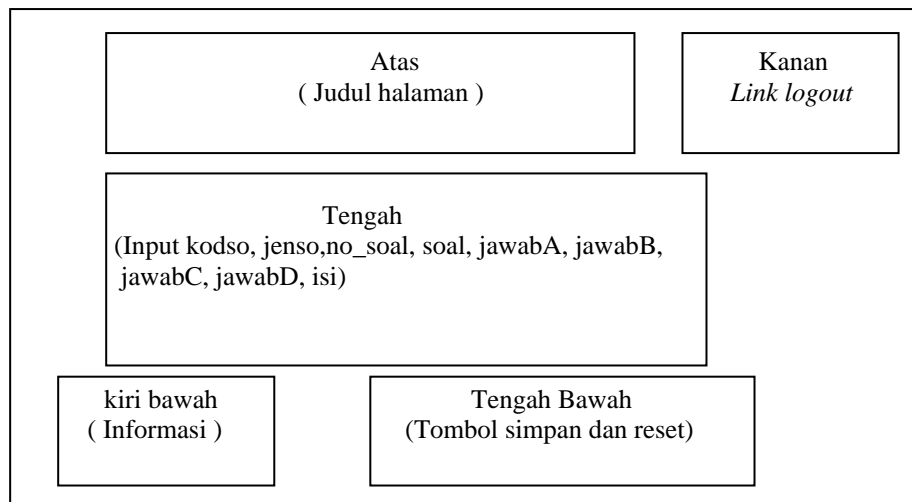 Atas
( Judul halaman )
Kanan
Link logout
Tengah
(Input kodso, jenso,no_soal, soal, jawabA, jawabB,
jawabC, jawabD, isi)
kiri bawah
( Informasi )
Tengah Bawah
(Tombol simpan dan reset)